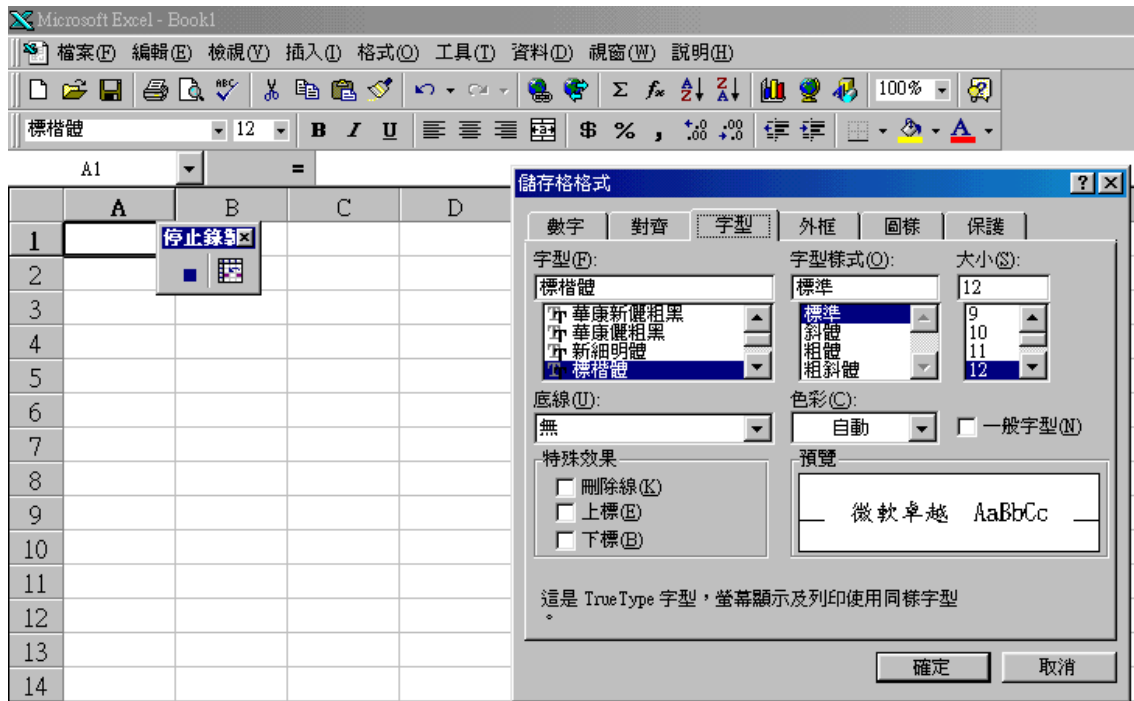 Microsoft Excel - Book1
檔案(F) 編輯(E) 檢視(V) 插入(I) 格式(O) 工具(T) 資料(D) 視窗(W) 說明(H)
100%
標楷體 12 B I U $ % ,
A1 =
儲存格格式
數字 對齊 字型 外框 圖樣 保護
A B C D
停止錄製
字型(F): 字型樣式(O): 大小(S):
標楷體 標準 12
華康新儷粗黑 標準 9
華康儷粗黑 斜體 10
新細明體 粗體 11
標楷體 粗斜體 12
底線(U): 色彩(C):
無 自動 一般字型(N)
特殊效果 預覽
刪除線(K)
上標(E)
下標(B)
微軟卓越 AaBbCc
這是 TrueType 字型，螢幕顯示及列印使用同樣字型
。
確定 取消
1
2
3
4
5
6
7
8
9
10
11
12
13
14